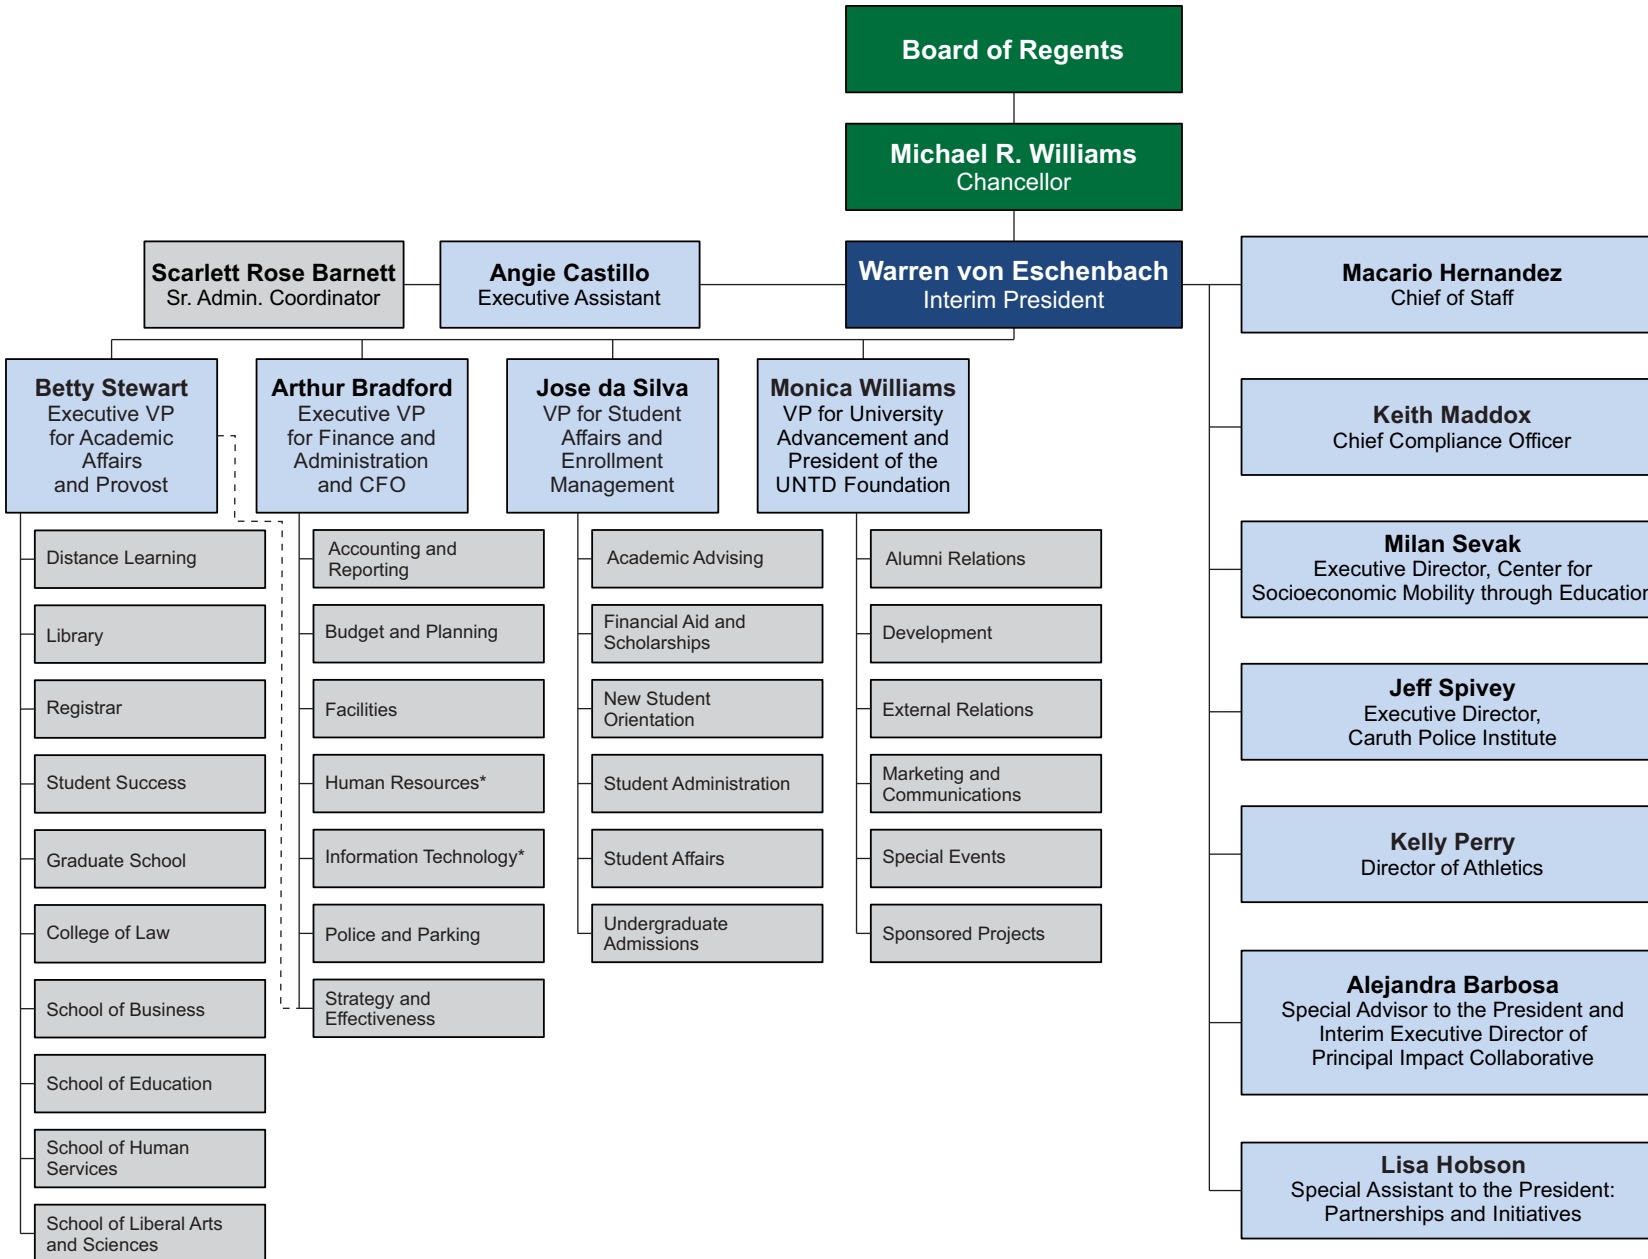 Board of Regents
Michael R. Williams
Chancellor
Scarlett Rose Barnett
Sr. Admin. Coordinator
Angie Castillo
Executive Assistant
Warren von Eschenbach
Interim President
Macario Hernandez
Chief of Staff
Betty Stewart
Executive VP
for Academic
Affairs
and Provost
Arthur Bradford
Executive VP
for Finance and
Administration
and CFO
Jose da Silva
VP for Student
Affairs and
Enrollment
Management
Monica Williams
VP for University
Advancement and
President of the
UNTD Foundation
Keith Maddox
Chief Compliance Officer
Milan Sevak
Executive Director, Center for
Socioeconomic Mobility through Education
Jeff Spivey
Executive Director,
Caruth Police Institute
Kelly Perry
Director of Athletics
Alejandra Barbosa
Special Advisor to the President and
Interim Executive Director of
Principal Impact Collaborative
Lisa Hobson
Special Assistant to the President:
Partnerships and Initiatives
Distance Learning
Library
Registrar
Student Success
Graduate School
College of Law
School of Business
School of Education
School of Human
Services
School of Liberal Arts
and Sciences
Accounting and
Reporting
Budget and Planning
Facilities
Human Resources*
Information Technology*
Police and Parking
Strategy and
Effectiveness
Academic Advising
Financial Aid and
Scholarships
New Student
Orientation
Student Administration
Student Affairs
Undergraduate
Admissions
Alumni Relations
Development
External Relations
Marketing and
Communications
Special Events
Sponsored Projects